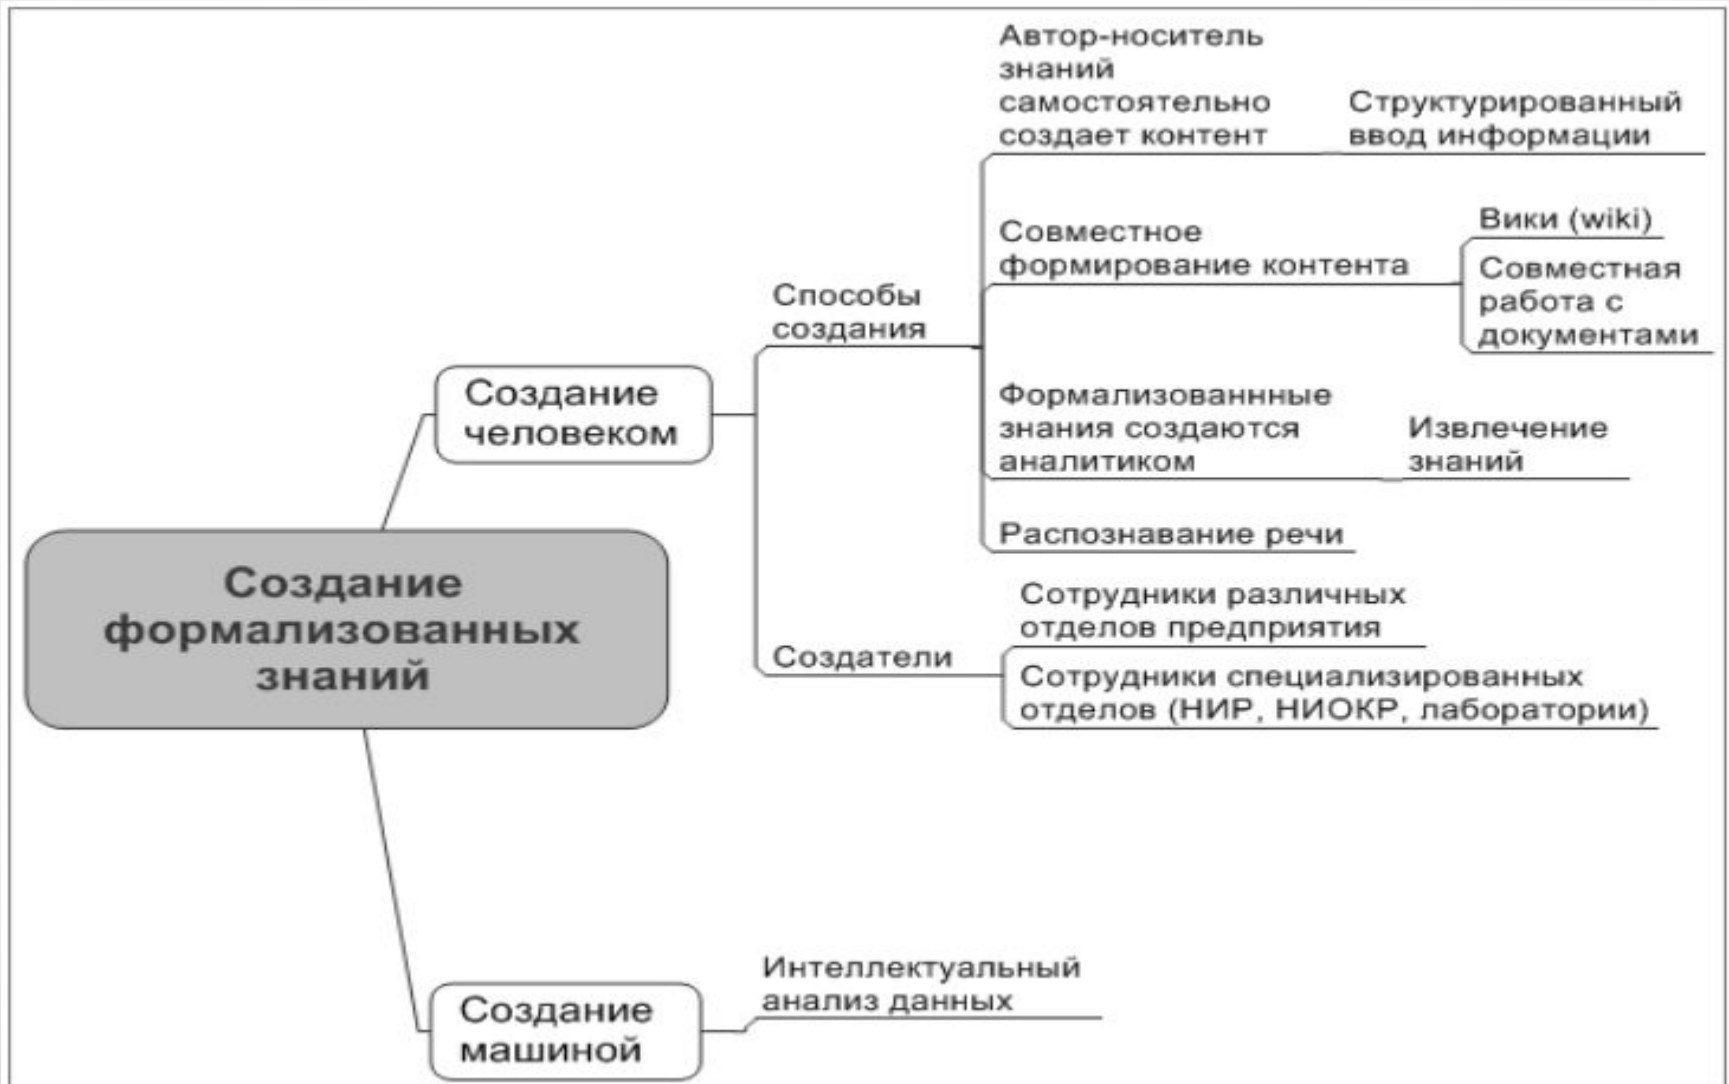 Создание
формализованных
знаний
Создание
человеком
Способы
создания
Автор-носитель
знаний
самостоятельно
создает контент
Структурированный
ввод информации
Совместное
формирование контента
Вики (wiki)
Совместная
работа с
документами
Формализованнные
знания создаются
аналитиком
Извлечение
знаний
Распознавание речи
Создатели
Сотрудники различных
отделов предприятия
Сотрудники специализированных
отделов (НИР, НИОКР, лаборатории)
Создание
машиной
Интеллектуальный
анализ данных